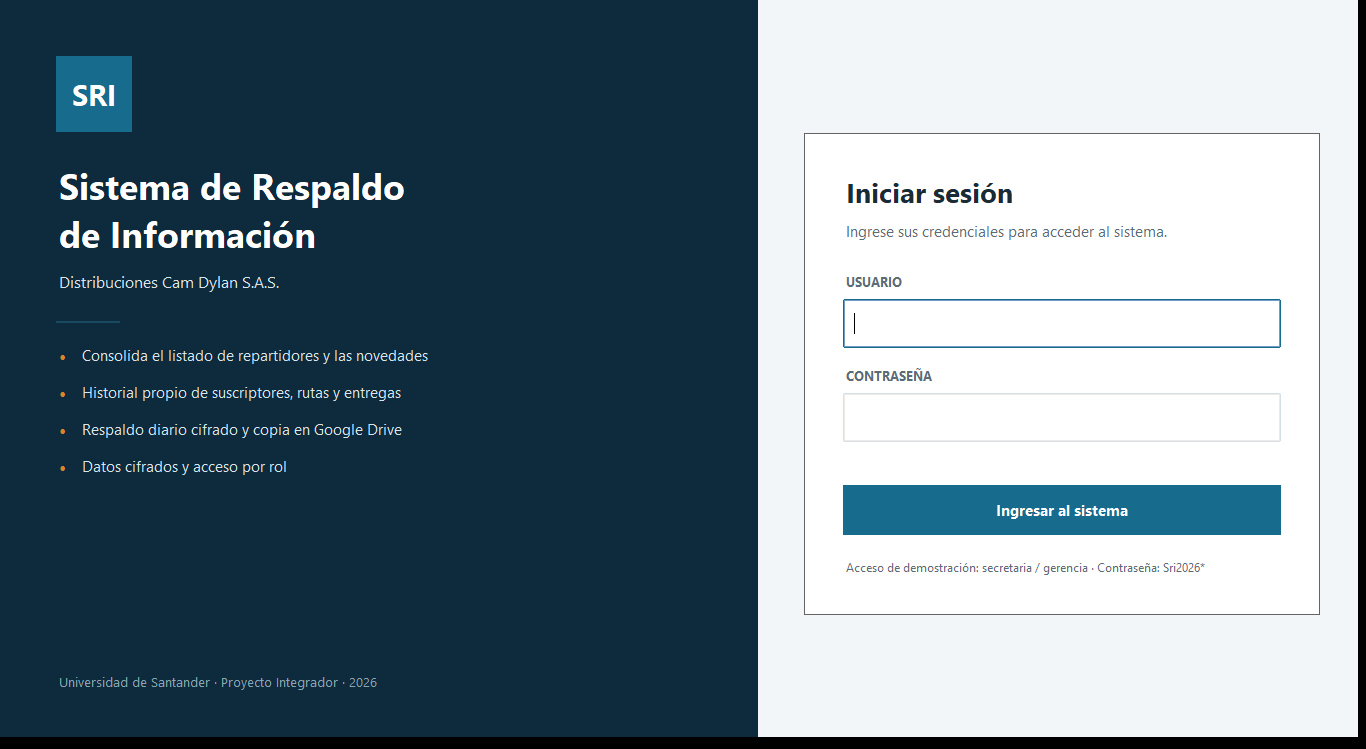 SRI
Sistema de Respaldo
de Información
Distribuciones Cam Dylan S.A.S.
• Consolida el listado de repartidores y las novedades
• Historial propio de suscriptores, rutas y entregas
• Respaldo diario cifrado y copia en Google Drive
• Datos cifrados y acceso por rol
Universidad de Santander · Proyecto Integrador · 2026
Iniciar sesión
Ingrese sus credenciales para acceder al sistema.
USUARIO
CONTRASEÑA
Ingresar al sistema
Acceso de demostración: secretaria / gerencia · Contraseña: Sri2026*